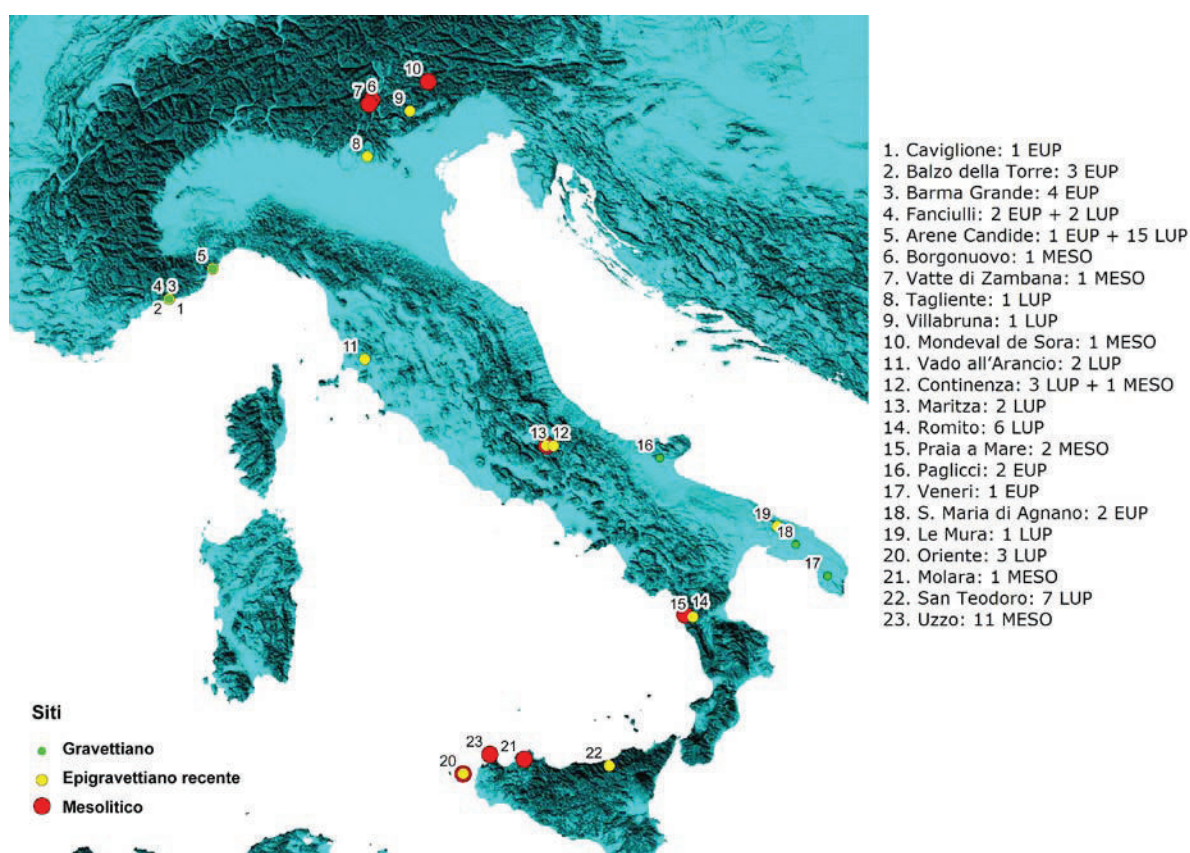 10
6
7
9
8
5
4 3
2 1
11
13 12
16
19
18
17
15 14
23 21
22
20
Siti
Gravettiano
Epigravettiano recente
Mesolitico
1. Caviglione: 1 EUP
2. Balzo della Torre: 3 EUP
3. Barma Grande: 4 EUP
4. Fanciulli: 2 EUP + 2 LUP
5. Arene Candide: 1 EUP + 15 LUP
6. Borgonuovo: 1 MESO
7. Vatte di Zambana: 1 MESO
8. Tagliente: 1 LUP
9. Villabruna: 1 LUP
10. Mondeval de Sora: 1 MESO
11. Vado all'Arancio: 2 LUP
12. Continenza: 3 LUP + 1 MESO
13. Maritza: 2 LUP
14. Romito: 6 LUP
15. Praia a Mare: 2 MESO
16. Paglicci: 2 EUP
17. Veneri: 1 EUP
18. S. Maria di Agnano: 2 EUP
19. Le Mura: 1 LUP
20. Oriente: 3 LUP
21. Molara: 1 MESO
22. San Teodoro: 7 LUP
23. Uzzo: 11 MESO